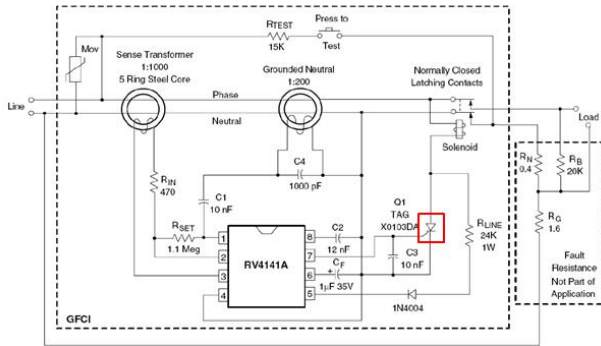 RTEST
15K
Press to
Test
Mov
Sense Transformer
1:1000
5 Ring Steel Core
Grounded Neutral
1:200
Normally Closed
Latching Contacts
Line
Phase
Neutral
Load
Solenoid
RIN
470
C4
1000 pF
C1
10 nF
RSET
1.1 Meg
RN
0.4
RB
20K
RG
1.6
Q1
TAG
X0103DA
RLINE
24K
1W
1
2
3
4
RV4141A
8
7
6
5
C2
12 nF
CF
+
1µF 35V
C3
10 nF
1N4004
Fault
Resistance
Not Part of
Application
GFCI